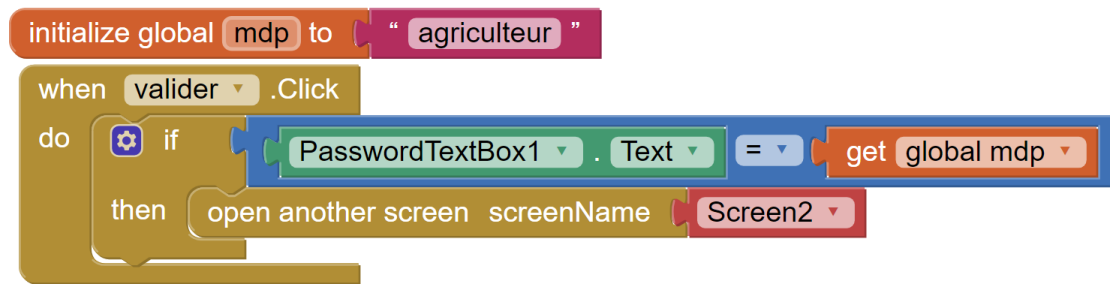 initialize global mdp to " agriculteur "
when valider .Click
do if PasswordTextBox1 . Text = get global mdp
then open another screen screenName Screen2